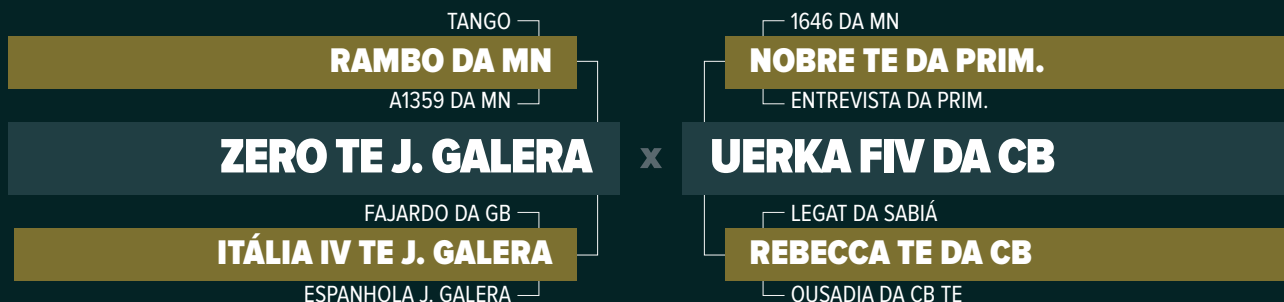 TANGO
RAMBO DA MN
A1359 DA MN
ZERO TE J. GALERA
FAJARDO DA GB
ITÁLIA IV TE J. GALERA
ESPANHOLA J. GALERA
x
1646 DA MN
NOBRE TE DA PRIM.
ENTREVISTA DA PRIM.
UERKA FIV DA CB
LEGAT DA SABIÁ
REBECCA TE DA CB
OUSADIA DA CB TE